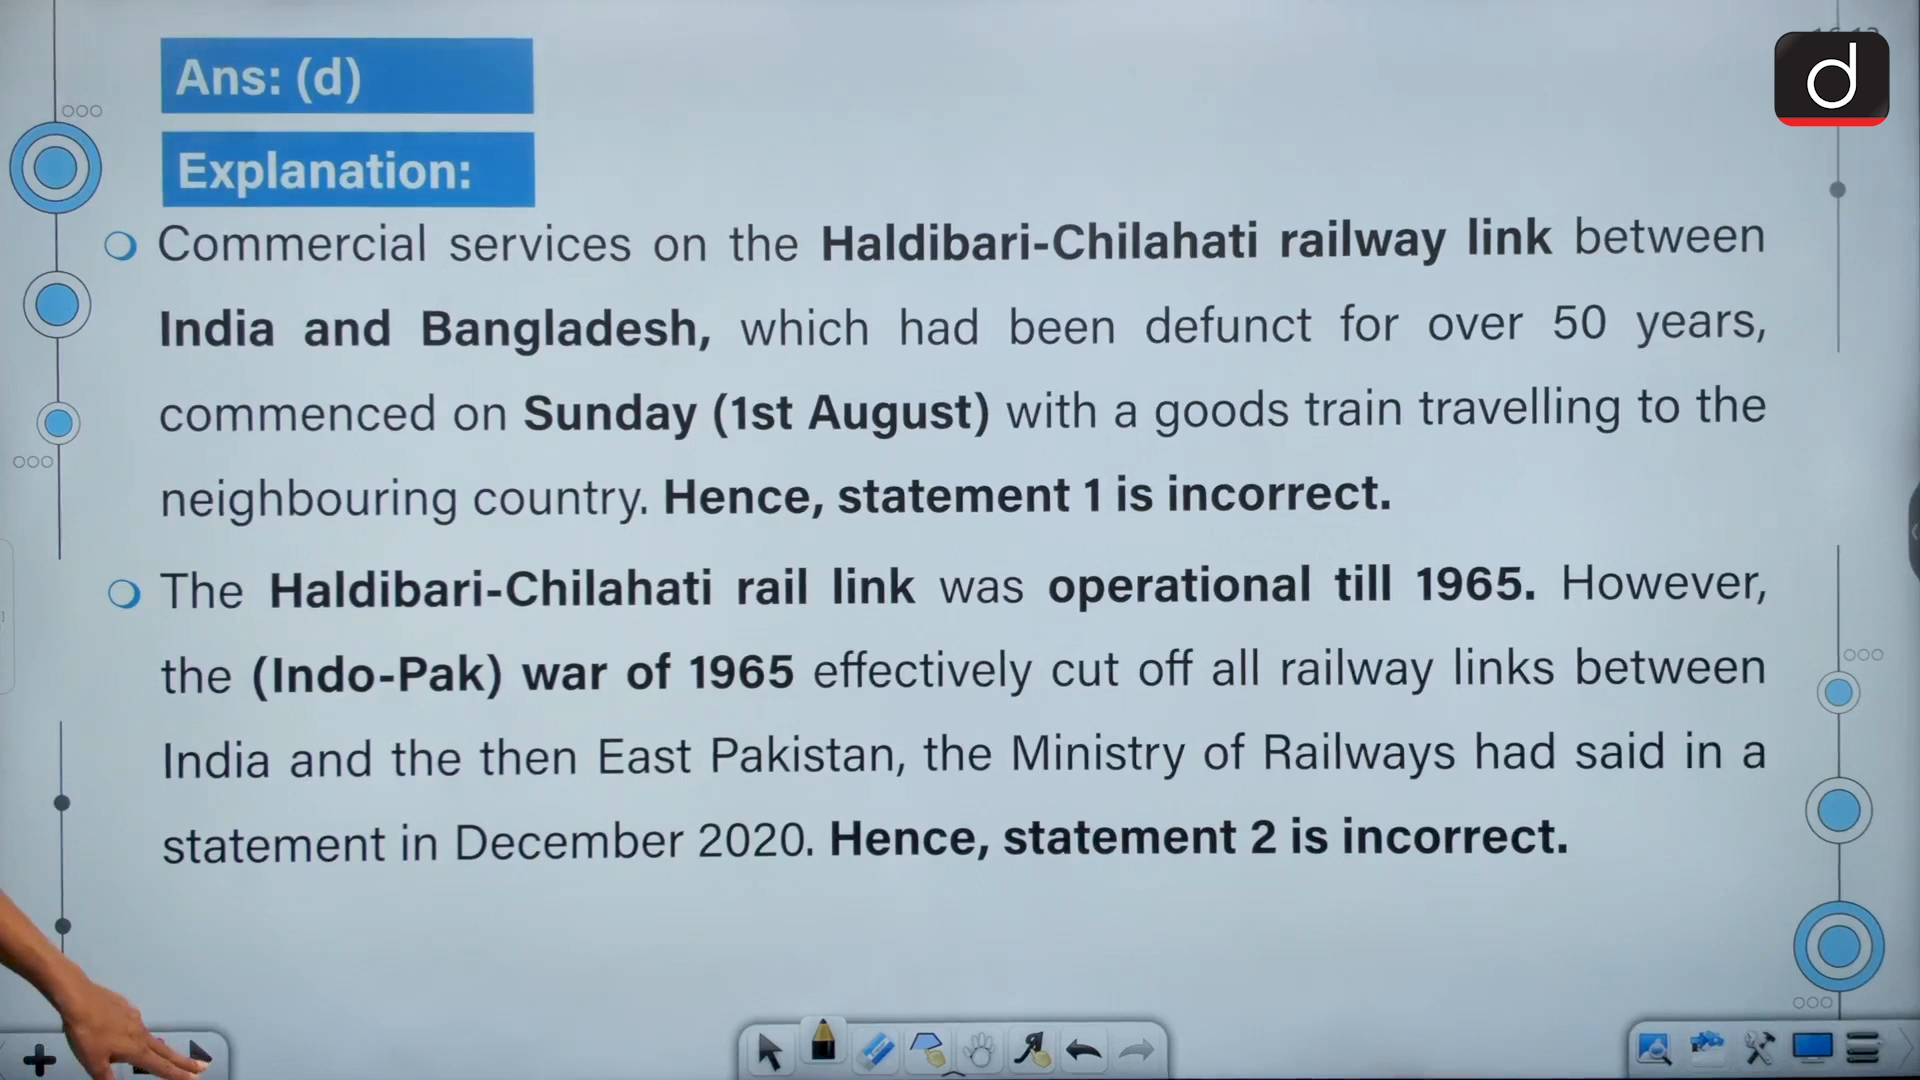 Ans: (d)
Explanation:
Commercial services on the Haldibari-Chilahati railway link between
India and Bangladesh, which had been defunct for over 50 years,
commenced on Sunday (1st August) with a goods train travelling to the
neighbouring country. Hence, statement 1 is incorrect.
The Haldibari-Chilahati rail link was operational till 1965. However,
the (Indo-Pak) war of 1965 effectively cut off all railway links between
India and the then East Pakistan, the Ministry of Railways had said in a
statement in December 2020. Hence, statement 2 is incorrect.
d